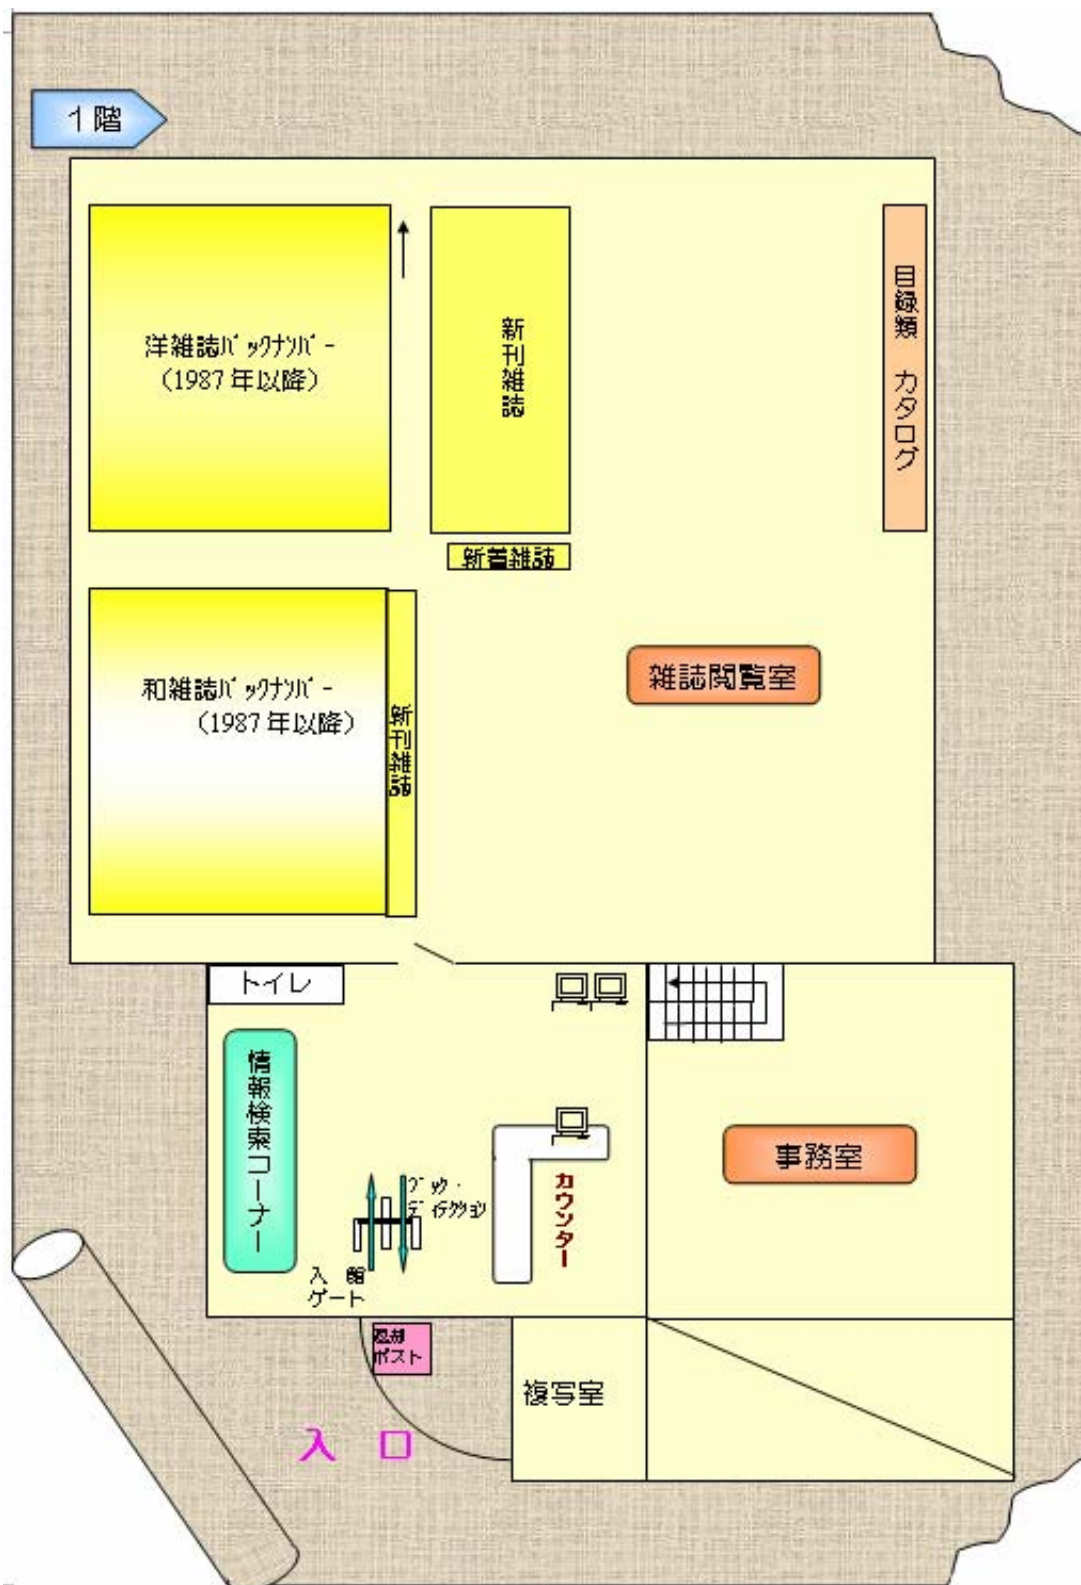 1階
洋雑誌ﾊﾞｯｸﾅﾝﾊﾞｰ
（1987年以降）
新刊雑誌
目録類　カタログ
新着雑誌
和雑誌ﾊﾞｯｸﾅﾝﾊﾞｰ
（1987年以降）
新刊雑誌
雑誌閲覧室
トイレ
情報検索コーナー
ﾌﾞｯｸ・
ﾃﾞｨﾃｸｼｮﾝ
カウンター
事務室
入館
ゲート
返却
ポスト
複写室
入口